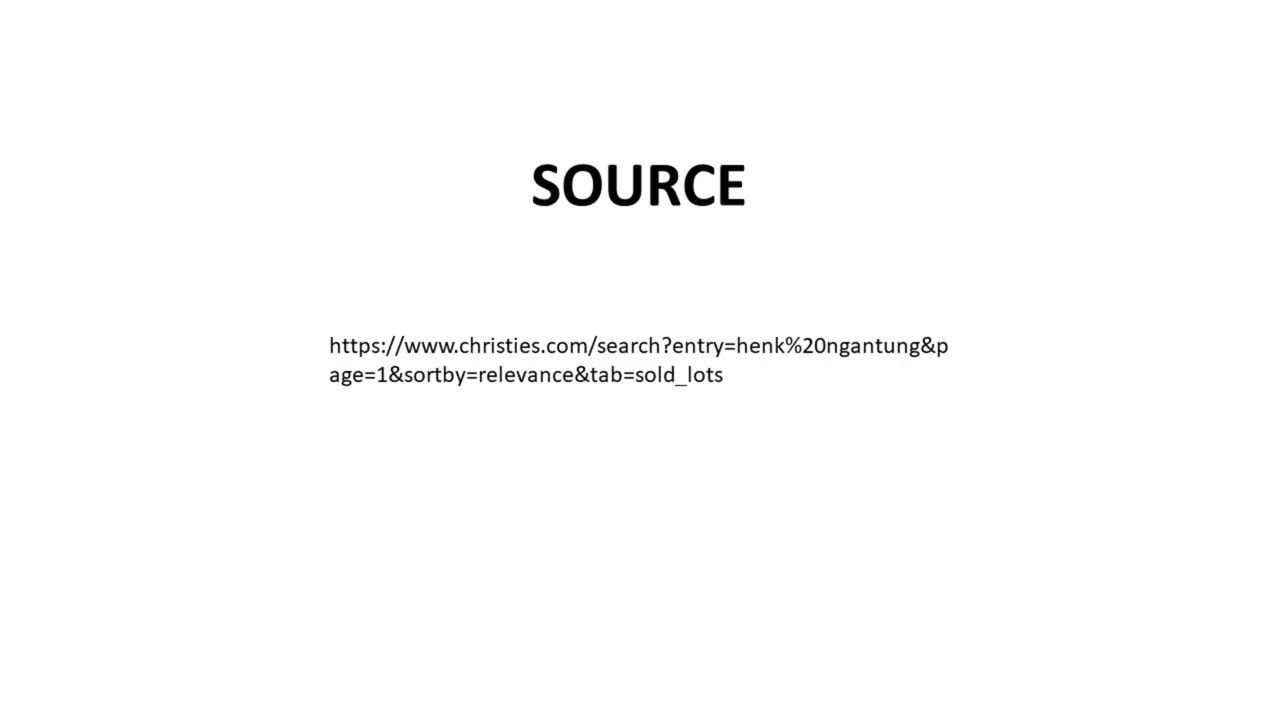 SOURCE
https://www.christies.com/search?entry=henk%20ngantung&p
age=1&sortby=relevance&tab=sold_lots